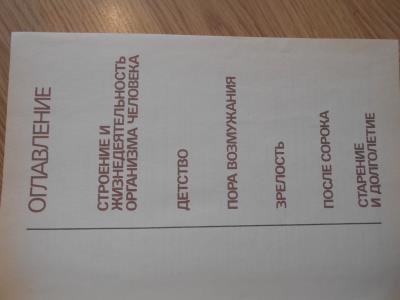 ОГЛАВЛЕНИЕ
СТРОЕНИЕ И
ЖИЗНЕДЕЯТЕЛЬНОСТЬ
ОРГАНИЗМА ЧЕЛОВЕКА
ДЕТСТВО
ПОРА ВОЗМУЖАНИЯ
ЗРЕЛОСТЬ
ПОСЛЕ СОРОКА
СТАРЕНИЕ
И ДОЛГОЛЕТИЕ